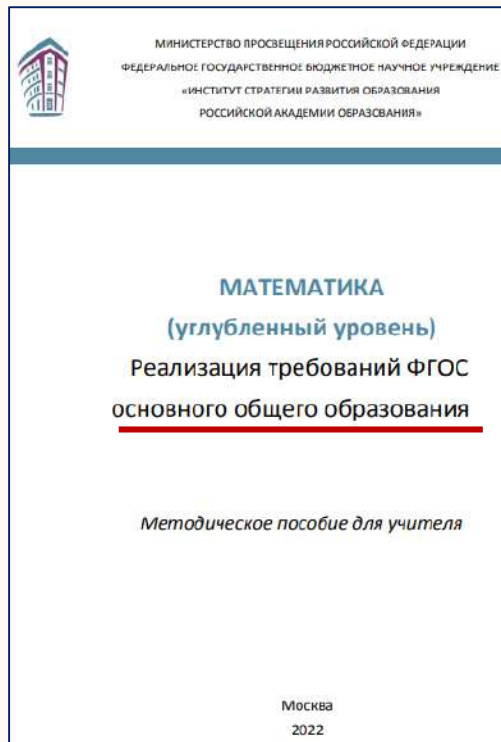 МИНИСТЕРСТВО ПРОСВЕЩЕНИЯ РОССИЙСКОЙ ФЕДЕРАЦИИ
ФЕДЕРАЛЬНОЕ ГОСУДАРСТВЕННОЕ БЮДЖЕТНОЕ НАУЧНОЕ УЧРЕЖДЕНИЕ
«ИНСТИТУТ СТРАТЕГИИ РАЗВИТИЯ ОБРАЗОВАНИЯ
РОССИЙСКОЙ АКАДЕМИИ ОБРАЗОВАНИЯ»
МАТЕМАТИКА
(углубленный уровень)
Реализация требований ФГОС
основного общего образования
Методическое пособие для учителя
Москва
2022